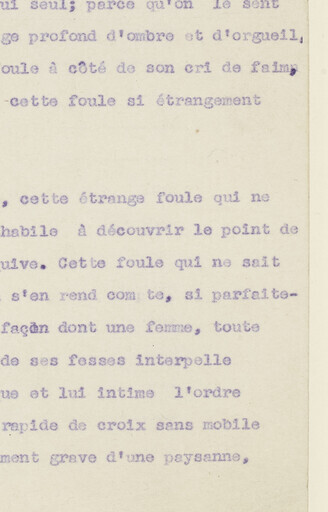 ui seul; parce qu'on le sent
ge profond d'ombre et d'orgueil,
oule à côté de son cri de faim,
cette foule si étrangement
, cette étrange foule qui ne
habile à découvrir le point de
uive. Cette foule qui ne sait
s'en rend compte, si parfaite-
façon dont une femme, toute
de ses fesses interpelle
ue et lui intime l'ordre
rapide de croix sans mobile
ment grave d'une paysanne,